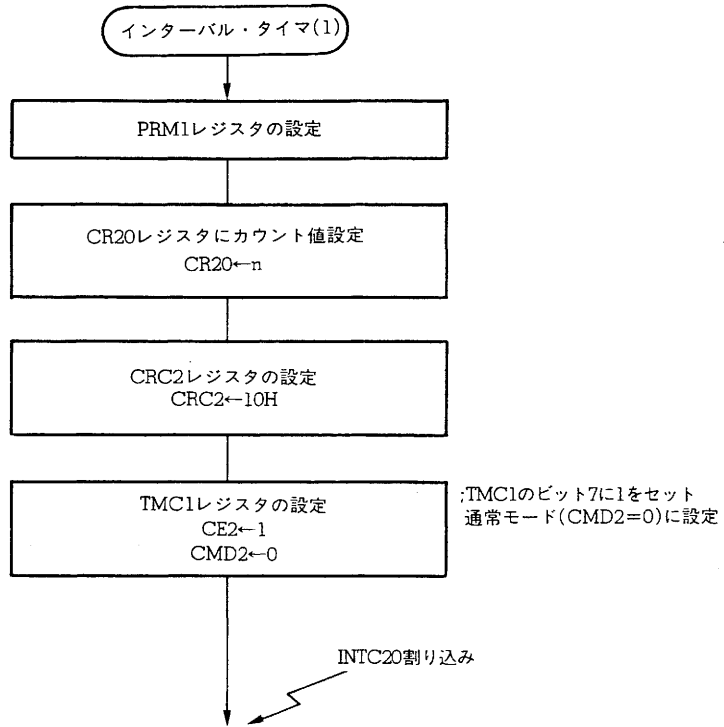 インターバル・タイマ(1)
PRM1レジスタの設定
CR20レジスタにカウント値設定
CR20←n
CRC2レジスタの設定
CRC2←10H
TMC1レジスタの設定
CE2←1
CMD2←0
;TMC1のビット7に1をセット
通常モード(CMD2=0)に設定
INTC20割り込み